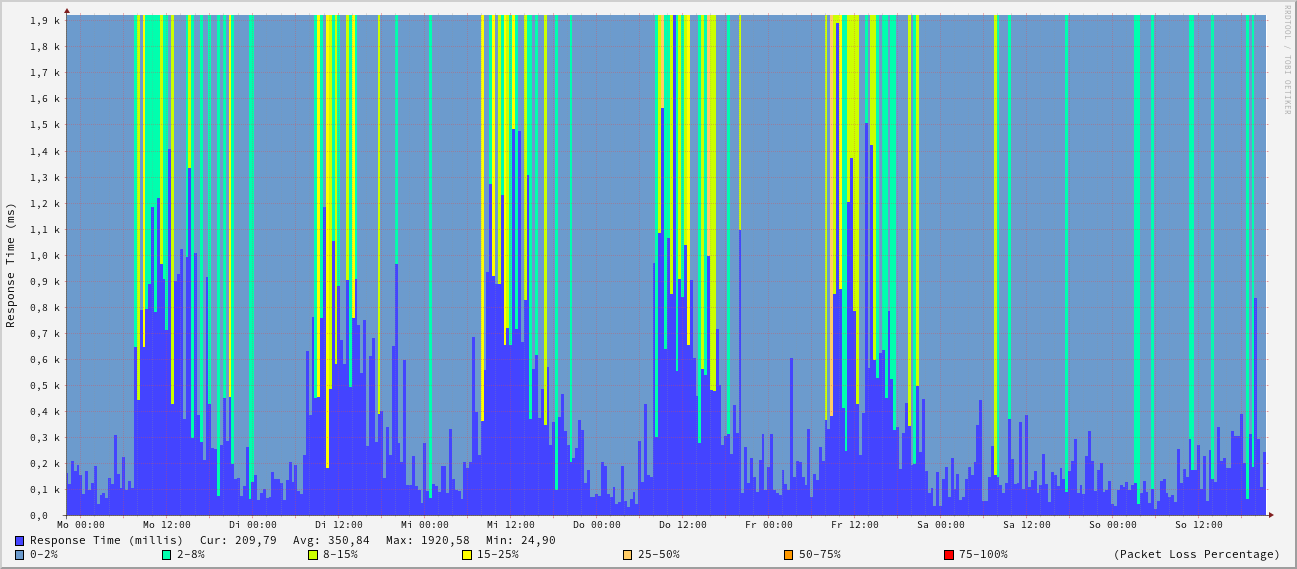 RRDTOOL / TOBI OETIKER
Response Time (ms)
1,9 k
1,8 k
1,7 k
1,6 k
1,5 k
1,4 k
1,3 k
1,2 k
1,1 k
1,0 k
0,9 k
0,8 k
0,7 k
0,6 k
0,5 k
0,4 k
0,3 k
0,2 k
0,1 k
0,0
Mo 00:00 Mo 12:00 Di 00:00 Di 12:00 Mi 00:00 Mi 12:00 Do 00:00 Do 12:00 Fr 00:00 Fr 12:00 Sa 00:00 Sa 12:00 So 00:00 So 12:00
Response Time (millis) Cur: 209,79 Avg: 350,84 Max: 1920,58 Min: 24,90
0-2% 2-8% 8-15% 15-25% 25-50% 50-75% 75-100% (Packet Loss Percentage)